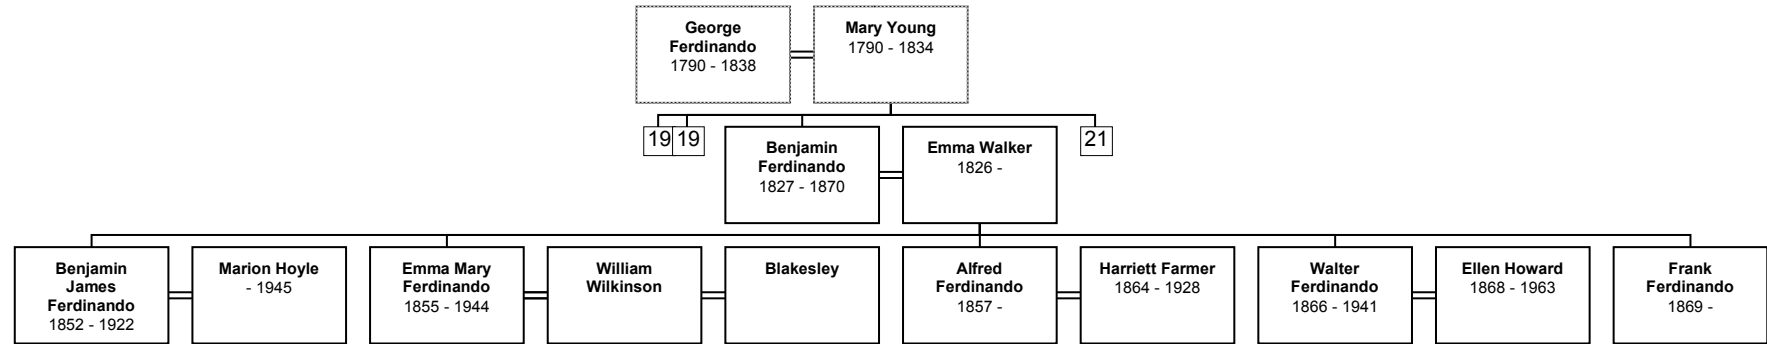 George
Ferdinando
1790 - 1838
Mary Young
1790 - 1834
19
19
Benjamin
Ferdinando
1827 - 1870
Emma Walker
1826 -
21
Benjamin
James
Ferdinando
1852 - 1922
Marion Hoyle
- 1945
Emma Mary
Ferdinando
1855 - 1944
William
Wilkinson
Blakesley
Alfred
Ferdinando
1857 -
Harriett Farmer
1864 - 1928
Walter
Ferdinando
1866 - 1941
Ellen Howard
1868 - 1963
Frank
Ferdinando
1869 -